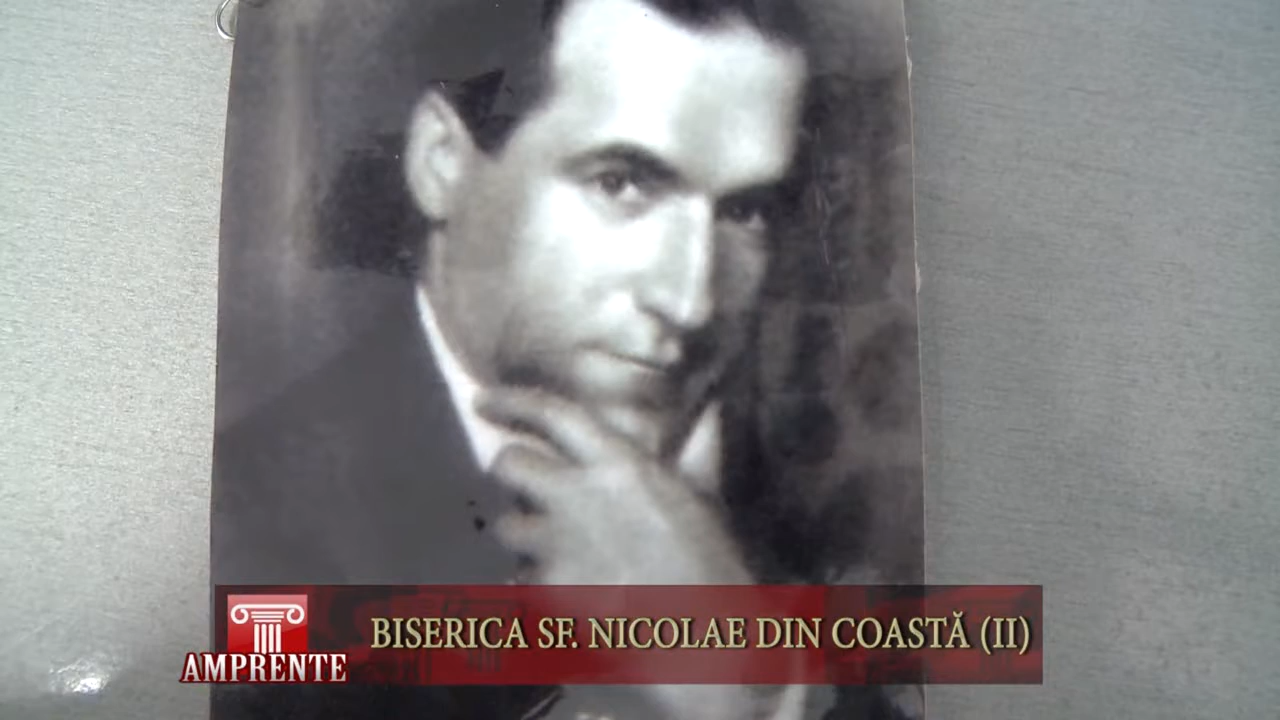 BISERICA SF. NICOLAE DIN COASTĂ (II)
AMPRENTE